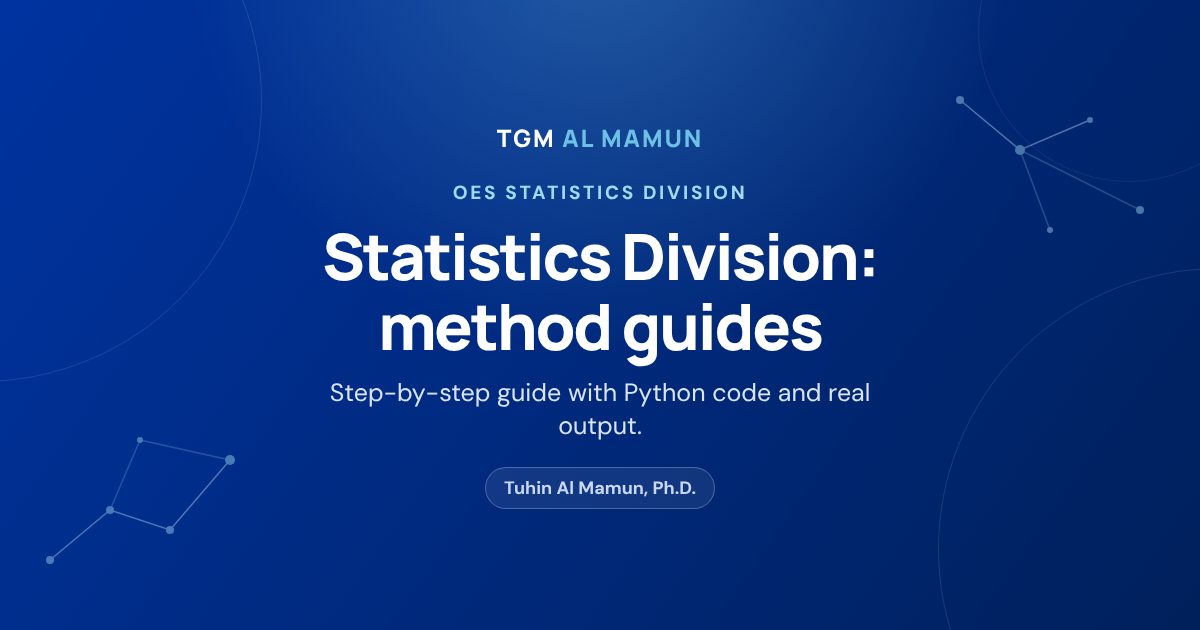 TGM AL MAMUN
OES STATISTICS DIVISION
Statistics Division:
method guides
Step-by-step guide with Python code and real
output.
Tuhin Al Mamun, Ph.D.